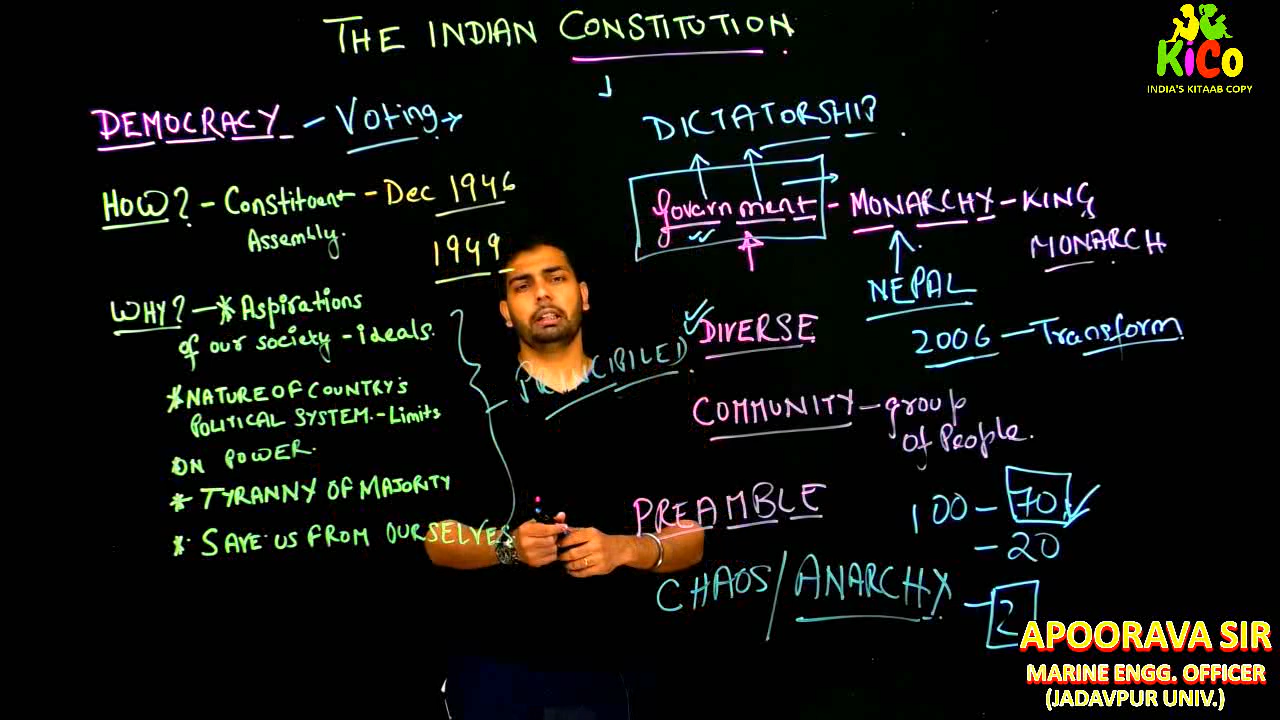 THE INDIAN CONSTITUTION
KiCo
INDIA'S KITAAB COPY
DEMOCRACY - Voting
HOW? - Constituent - Dec 1946
Assembly.
1949
WHY? - * Aspirations
of our society - ideals.
* NATURE OF COUNTRY'S
POLITICAL SYSTEM. - Limits
* ON POWER.
* TYRANNY OF MAJORITY
* SAVE US FROM OURSELVES
PRINCIBILED
DICTATORSHIP.
Government - MONARCHY - KING
MONARCH
NEPAL
2006 - Transform
DIVERSE
COMMUNITY - group
of People.
PREAMBLE
100 - 70
- 20
CHAOS/ANARCHY - 2
APOORAVA SIR
MARINE ENGG. OFFICER
(JADAVPUR UNIV.)